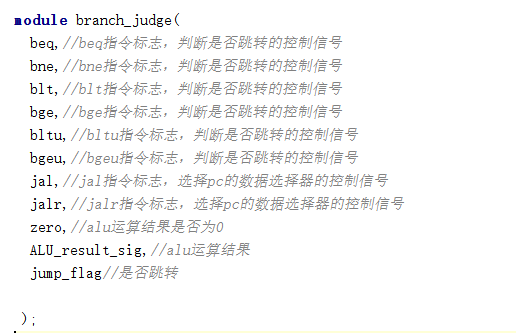 module branch_judge(
beq,//beq指令标志，判断是否跳转的控制信号
bne,//bne指令标志，判断是否跳转的控制信号
blt,//blt指令标志，判断是否跳转的控制信号
bge,//bge指令标志，判断是否跳转的控制信号
bltu,//bltu指令标志，判断是否跳转的控制信号
bgeu,//bgeu指令标志，判断是否跳转的控制信号
jal,//jal指令标志，选择pc的数据选择器的控制信号
jalr,//jalr指令标志，选择pc的数据选择器的控制信号
zero,//alu运算结果是否为0
ALU_result_sig,//alu运算结果
jump_flag//是否跳转
);